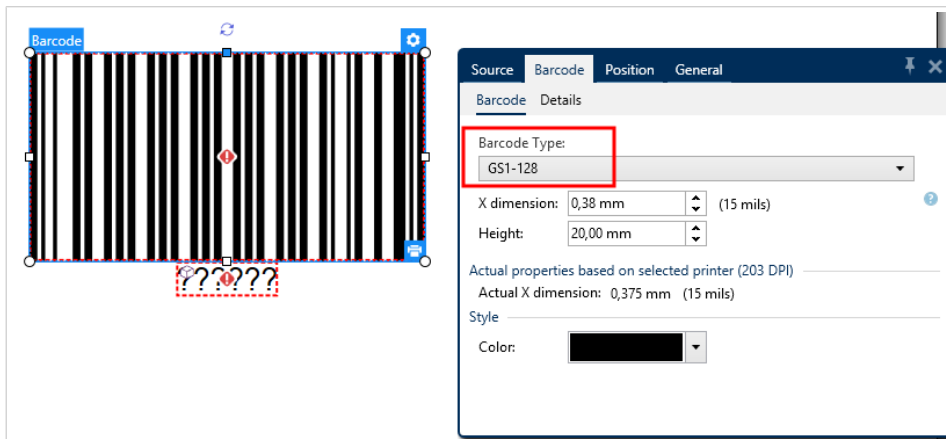 Barcode
??????
Source Barcode Position General
Barcode Details
Barcode Type:
GS1-128
X dimension: 0,38 mm (15 mils)
Height: 20,00 mm
Actual properties based on selected printer (203 DPI)
Actual X dimension: 0,375 mm (15 mils)
Style
Color: